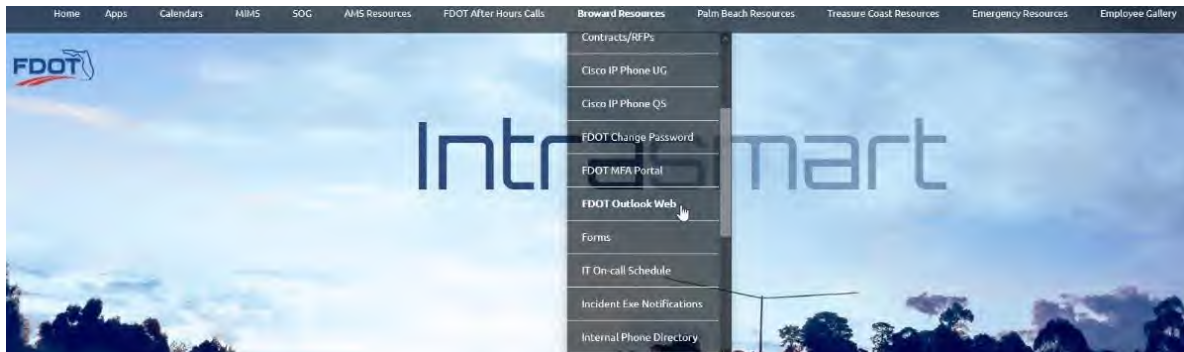 Home Apps Calendars MIMS SOG AMS Resources FDOT After Hours Calls Broward Resources Palm Beach Resources Treasure Coast Resources Emergency Resources Employee Gallery
Contracts/RFPs
FDOT
Cisco IP Phone UG
Cisco IP Phone QS
Intrasmart
FDOT Change Password
FDOT MFA Portal
FDOT Outlook Web
Forms
IT On-call Schedule
Incident Exe Notifications
Internal Phone Directory